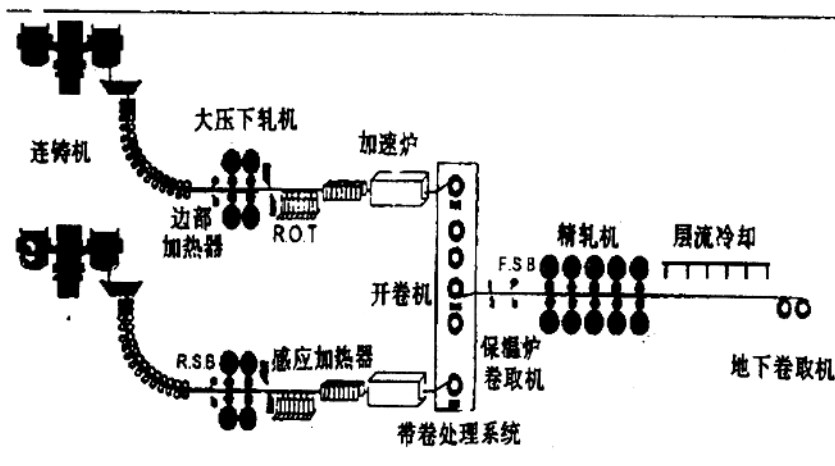 大压下轧机
加速炉
连铸机
边部
加热器
R.O.T
精轧机
层流冷却
F.S.B
开卷机
R.S.B
感应加热器
保温炉
卷取机
地下卷取机
带卷处理系统